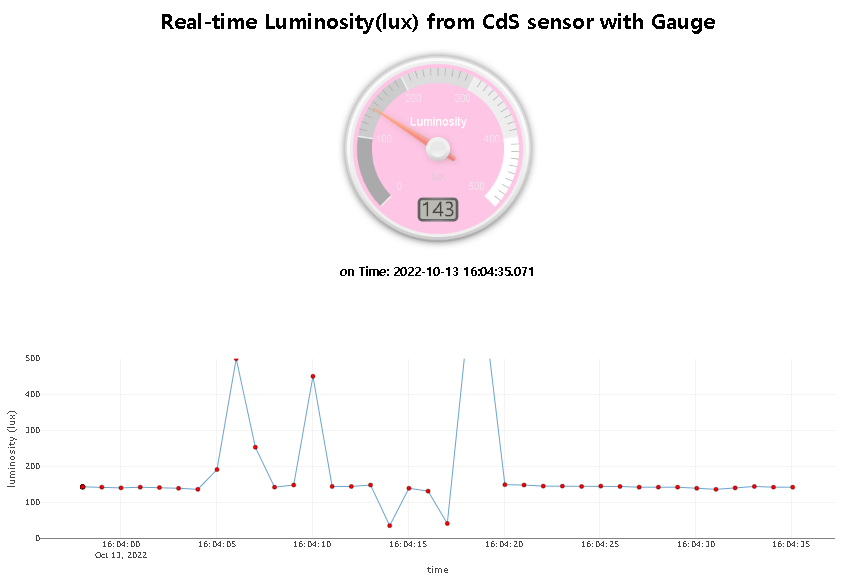 Real-time Luminosity(lux) from CdS sensor with Gauge
200 300
Luminosity
100 400
0 500
143
on Time: 2022-10-13 16:04:35.071
500
400
300
200
100
0
luminosity (lux)
16:04:00 16:04:05 16:04:10 16:04:15 16:04:20 16:04:25 16:04:30 16:04:35
Oct 13, 2022
time